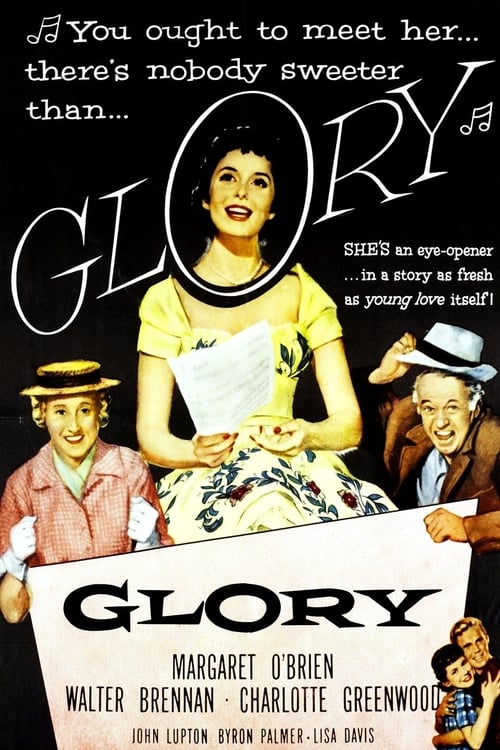 You ought to meet her...
there's nobody sweeter
than...
GLORY
SHE'S an eye-opener
...in a story as fresh
as young love itself!
GLORY
MARGARET O'BRIEN
WALTER BRENNAN · CHARLOTTE GREENWOOD
JOHN LUPTON BYRON PALMER · LISA DAVIS